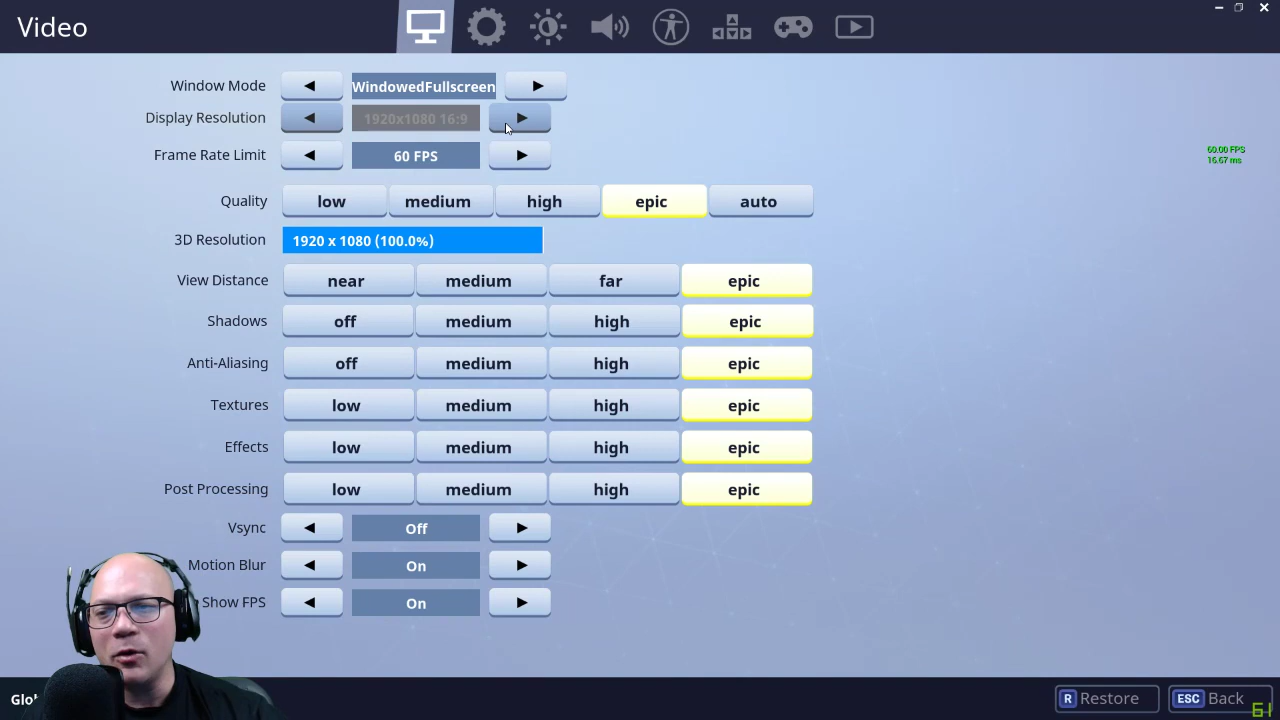 Video
Window Mode ◀ WindowedFullscreen ▶
Display Resolution ◀ 1920x1080 16:9 ▶
Frame Rate Limit ◀ 60 FPS ▶
60.00 FPS
16.67 ms
Quality low medium high epic auto
3D Resolution 1920 x 1080 (100.0%)
View Distance near medium far epic
Shadows off medium high epic
Anti-Aliasing off medium high epic
Textures low medium high epic
Effects low medium high epic
Post Processing low medium high epic
Vsync ◀ Off ▶
Motion Blur ◀ On ▶
Show FPS ◀ On ▶
R Restore ESC Back
61